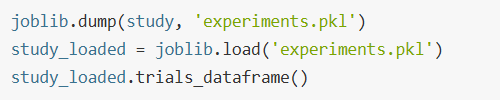 joblib.dump(study, 'experiments.pkl')
study_loaded = joblib.load('experiments.pkl')
study_loaded.trials_dataframe()